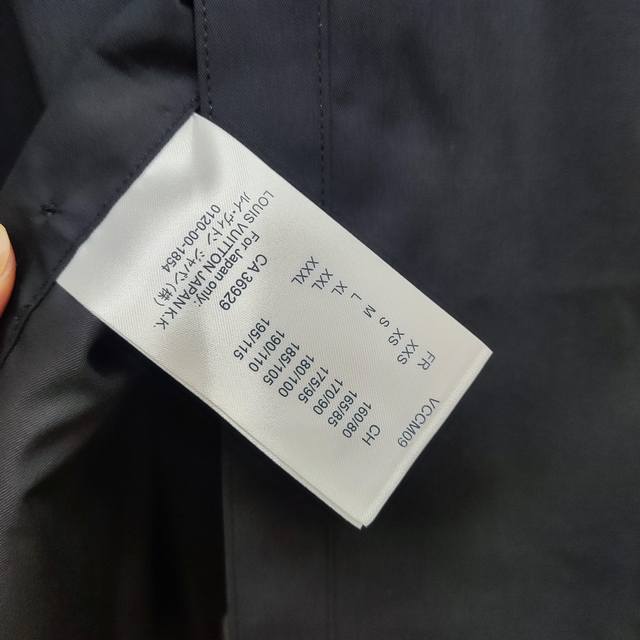 VCCM09
FR CH
XXS 160/80
XS 165/85
S 170/90
M 175/95
L 180/100
XL 185/105
XXL 190/110
XXXL 195/115
CA 36929
For Japan only
LOUIS VUITTON JAPAN K.K.
ルイ・ヴィトン ジャパン(株)
0120-00-1854